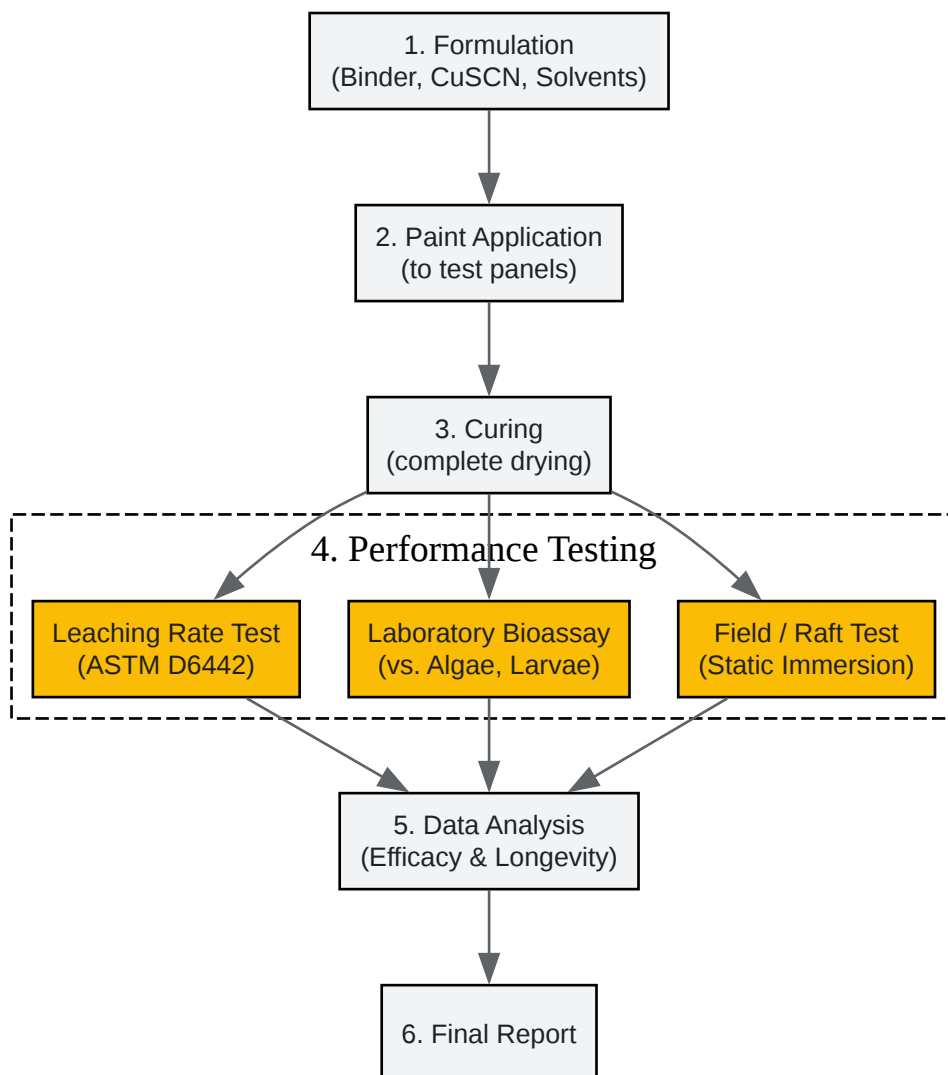 1. Formulation
(Binder, CuSCN, Solvents)
2. Paint Application
(to test panels)
3. Curing
(complete drying)
4. Performance Testing
Leaching Rate Test
(ASTM D6442)
Laboratory Bioassay
(vs. Algae, Larvae)
Field / Raft Test
(Static Immersion)
5. Data Analysis
(Efficacy & Longevity)
6. Final Report